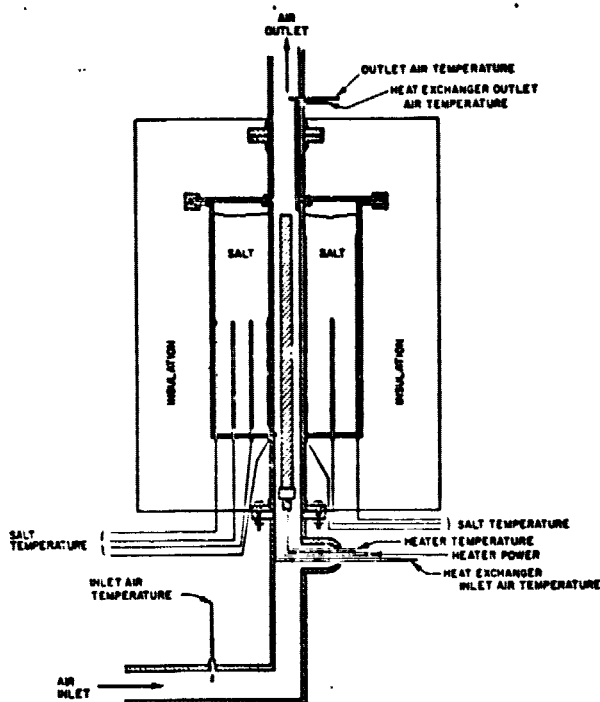 AIR
OUTLET
OUTLET AIR TEMPERATURE
HEAT EXCHANGER OUTLET
AIR TEMPERATURE
SALT
SALT
INSULATION
INSULATION
SALT
TEMPERATURE
SALT TEMPERATURE
HEATER TEMPERATURE
HEATER POWER
HEAT EXCHANGER
INLET AIR TEMPERATURE
INLET AIR
TEMPERATURE
AIR
INLET